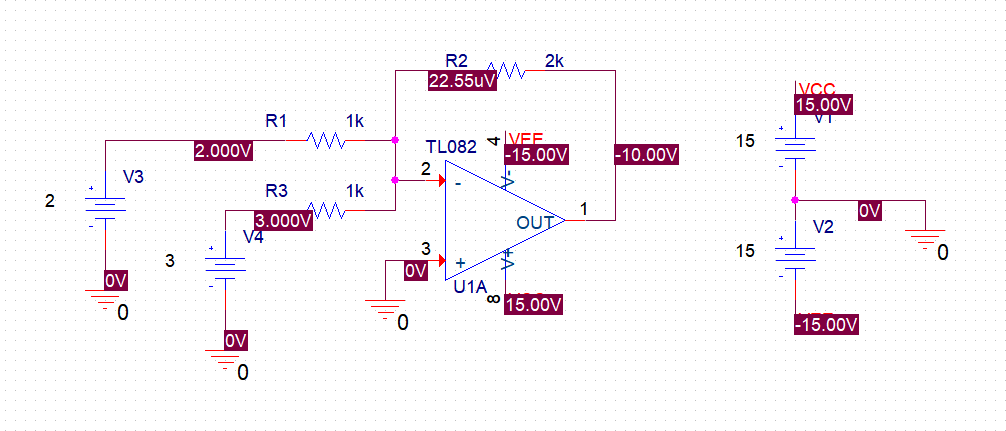 R2
2k
22.55uV
R1
1k
VCC
15.00V
V1
4
VEE
15
TL082
2.000V
-15.00V
-10.00V
V-
2
-
V3
R3
1k
2
3.000V
OUT
1
0V
V2
V4
3
3
+
V+
15
0V
0
0V
U1A
8
15.00V
0
0
-15.00V
0V
0